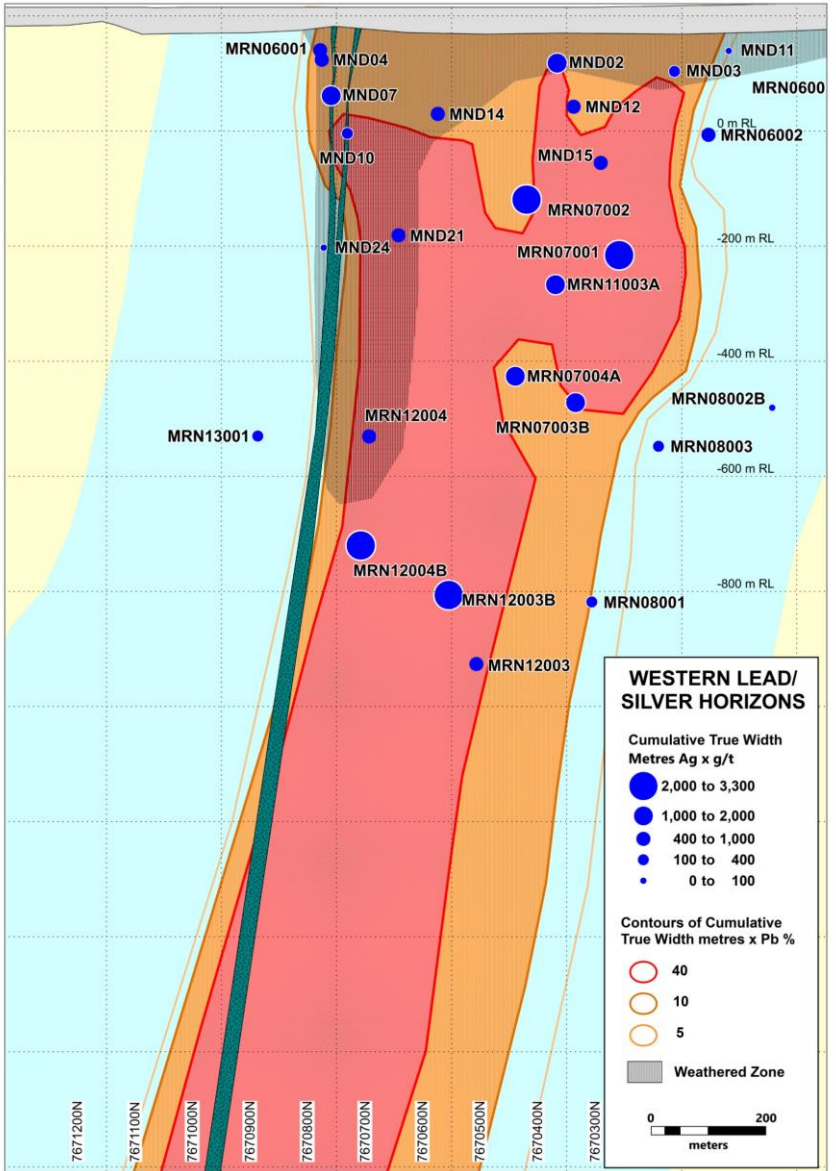 MRN06001
MND04
MND07
MND10
MND14
MND02
MND12
MND03
MND11
MRN0600
0 m RL
MRN06002
MND15
MRN07002
MND21
MND24
-200 m RL
MRN07001
MRN11003A
-400 m RL
MRN07004A
MRN07003B
MRN08002B
MRN12004
MRN13001
MRN08003
-600 m RL
MRN12004B
MRN12003B
-800 m RL
MRN08001
MRN12003
WESTERN LEAD/
SILVER HORIZONS
Cumulative True Width
Metres Ag x g/t
2,000 to 3,300
1,000 to 2,000
400 to 1,000
100 to 400
0 to 100
Contours of Cumulative
True Width metres x Pb %
40
10
5
Weathered Zone
0 200
meters
7671200N
7671100N
7671000N
7670900N
7670800N
7670700N
7670600N
7670500N
7670400N
7670300N